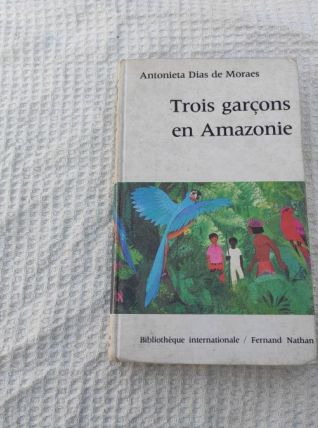 Antonieta Dias de Moraes
Trois garçons
en Amazonie
Bibliothèque internationale / Fernand Nathan